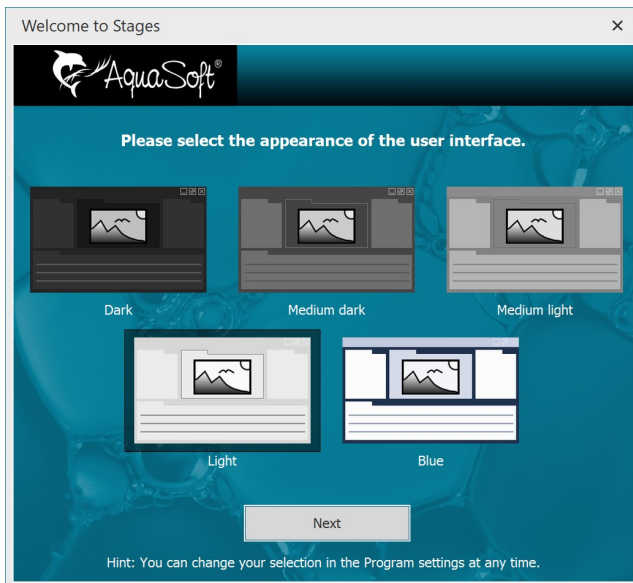 Welcome to Stages
AquaSoft®
Please select the appearance of the user interface.
Dark
Medium dark
Medium light
Light
Blue
Next
Hint: You can change your selection in the Program settings at any time.